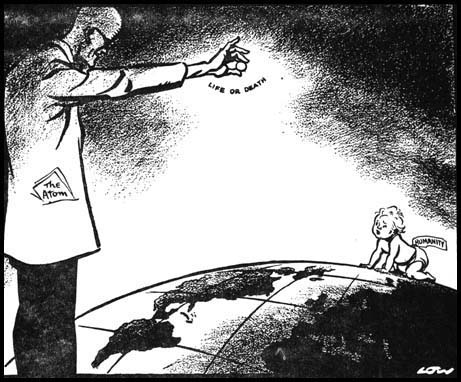 LIFE OR DEATH
The
Atom
HUMANITY
LOW